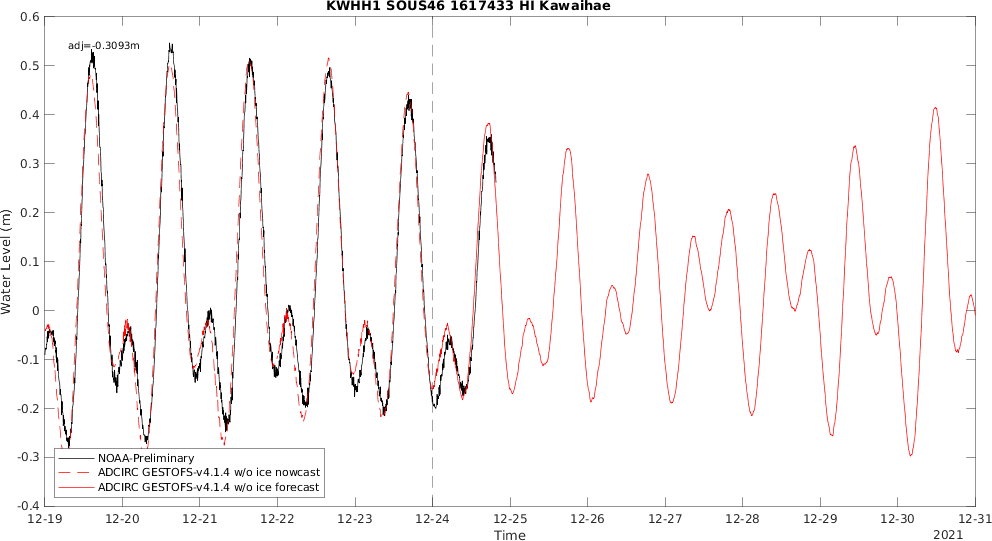 KWHH1 SOUS46 1617433 HI Kawaihae
adj=-0.3093m
0.6
0.5
0.4
0.3
0.2
0.1
0
-0.1
-0.2
-0.3
-0.4
Water Level (m)
NOAA-Preliminary
ADCIRC GESTOFS-v4.1.4 w/o ice nowcast
ADCIRC GESTOFS-v4.1.4 w/o ice forecast
12-19 12-20 12-21 12-22 12-23 12-24 12-25 12-26 12-27 12-28 12-29 12-30 12-31
Time
2021